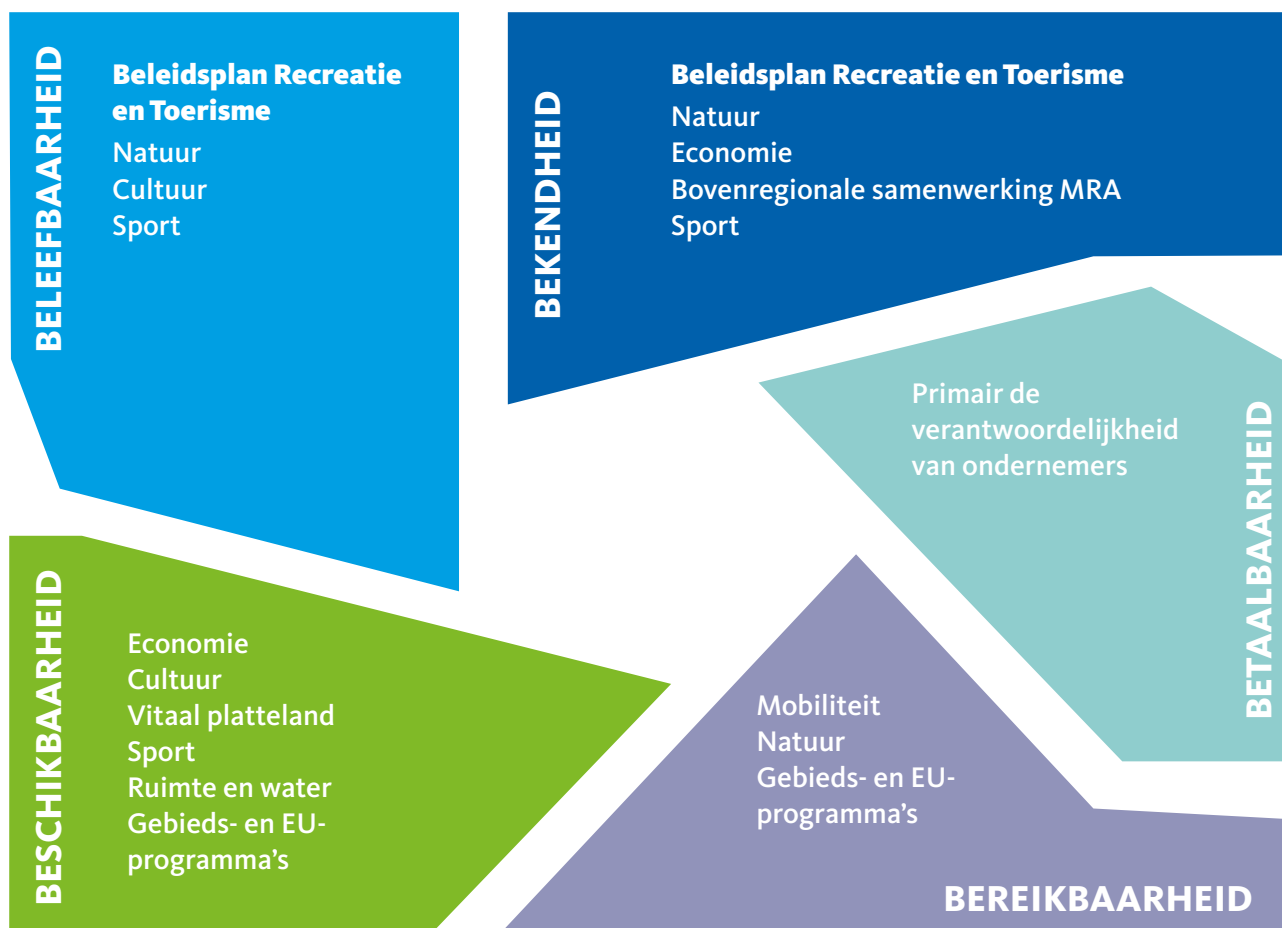 BELEEFBAARHEID
Beleidsplan Recreatie
en Toerisme
Natuur
Cultuur
Sport
BEKENDHEID
Beleidsplan Recreatie en Toerisme
Natuur
Economie
Bovenregionale samenwerking MRA
Sport
Primair de
verantwoordelijkheid
van ondernemers
BETAALBAARHEID
BESCHIKBAARHEID
Economie
Cultuur
Vitaal platteland
Sport
Ruimte en water
Gebieds- en EU-
programma’s
Mobiliteit
Natuur
Gebieds- en EU-
programma’s
BEREIKBAARHEID